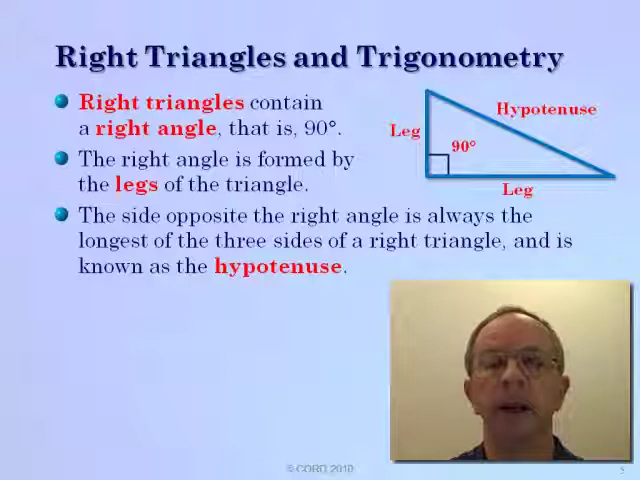 Right Triangles and Trigonometry
Right triangles contain
a right angle, that is, 90°.
The right angle is formed by
the legs of the triangle.
The side opposite the right angle is always the
longest of the three sides of a right triangle, and is
known as the hypotenuse.
Hypotenuse
Leg
90°
Leg
© CORD 2010